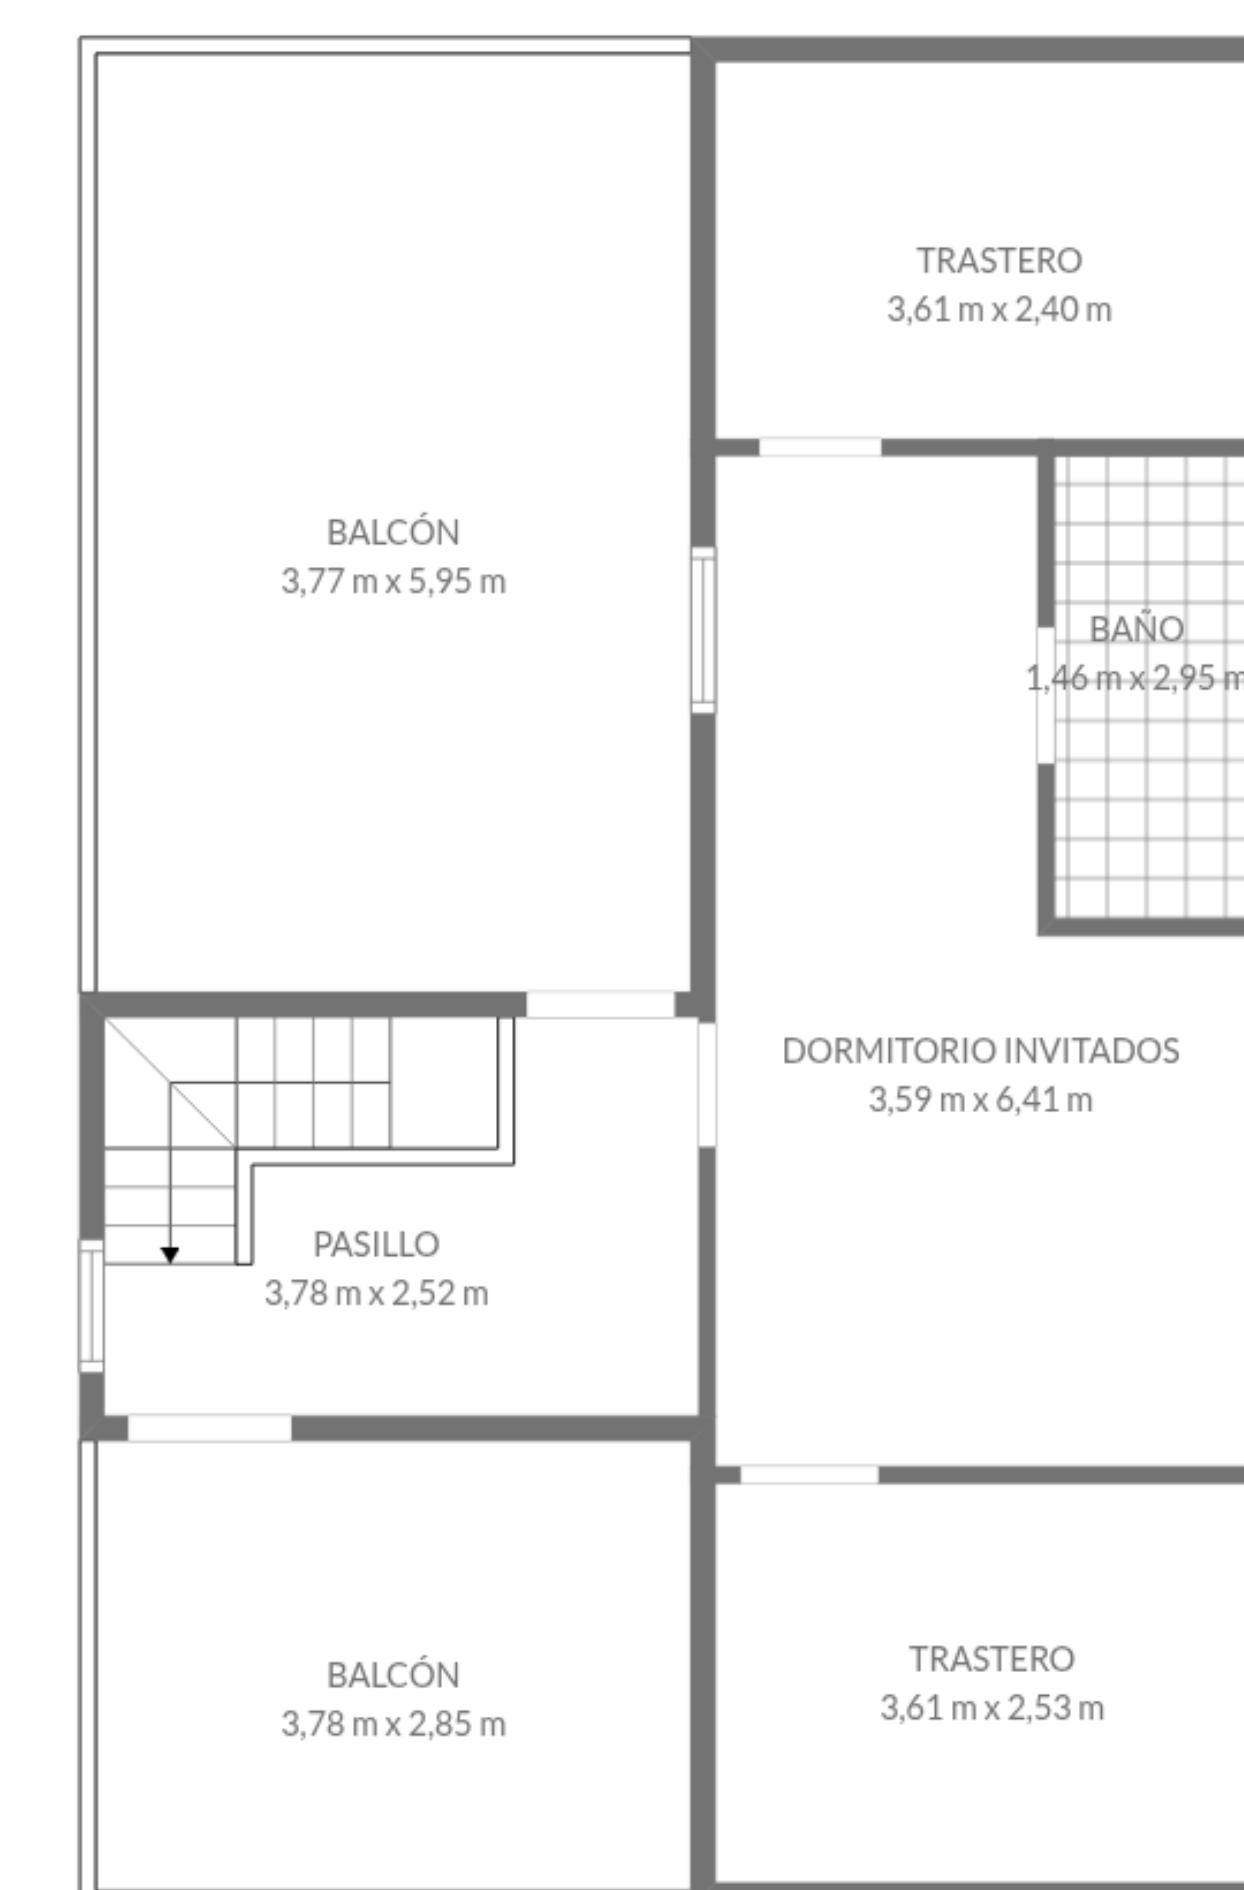 TRASTERO
3,61 m x 2,40 m
BALCÓN
3,77 m x 5,95 m
BAÑO
1,46 m x 2,95 m
DORMITORIO INVITADOS
3,59 m x 6,41 m
PASILLO
3,78 m x 2,52 m
TRASTERO
3,61 m x 2,53 m
BALCÓN
3,78 m x 2,85 m